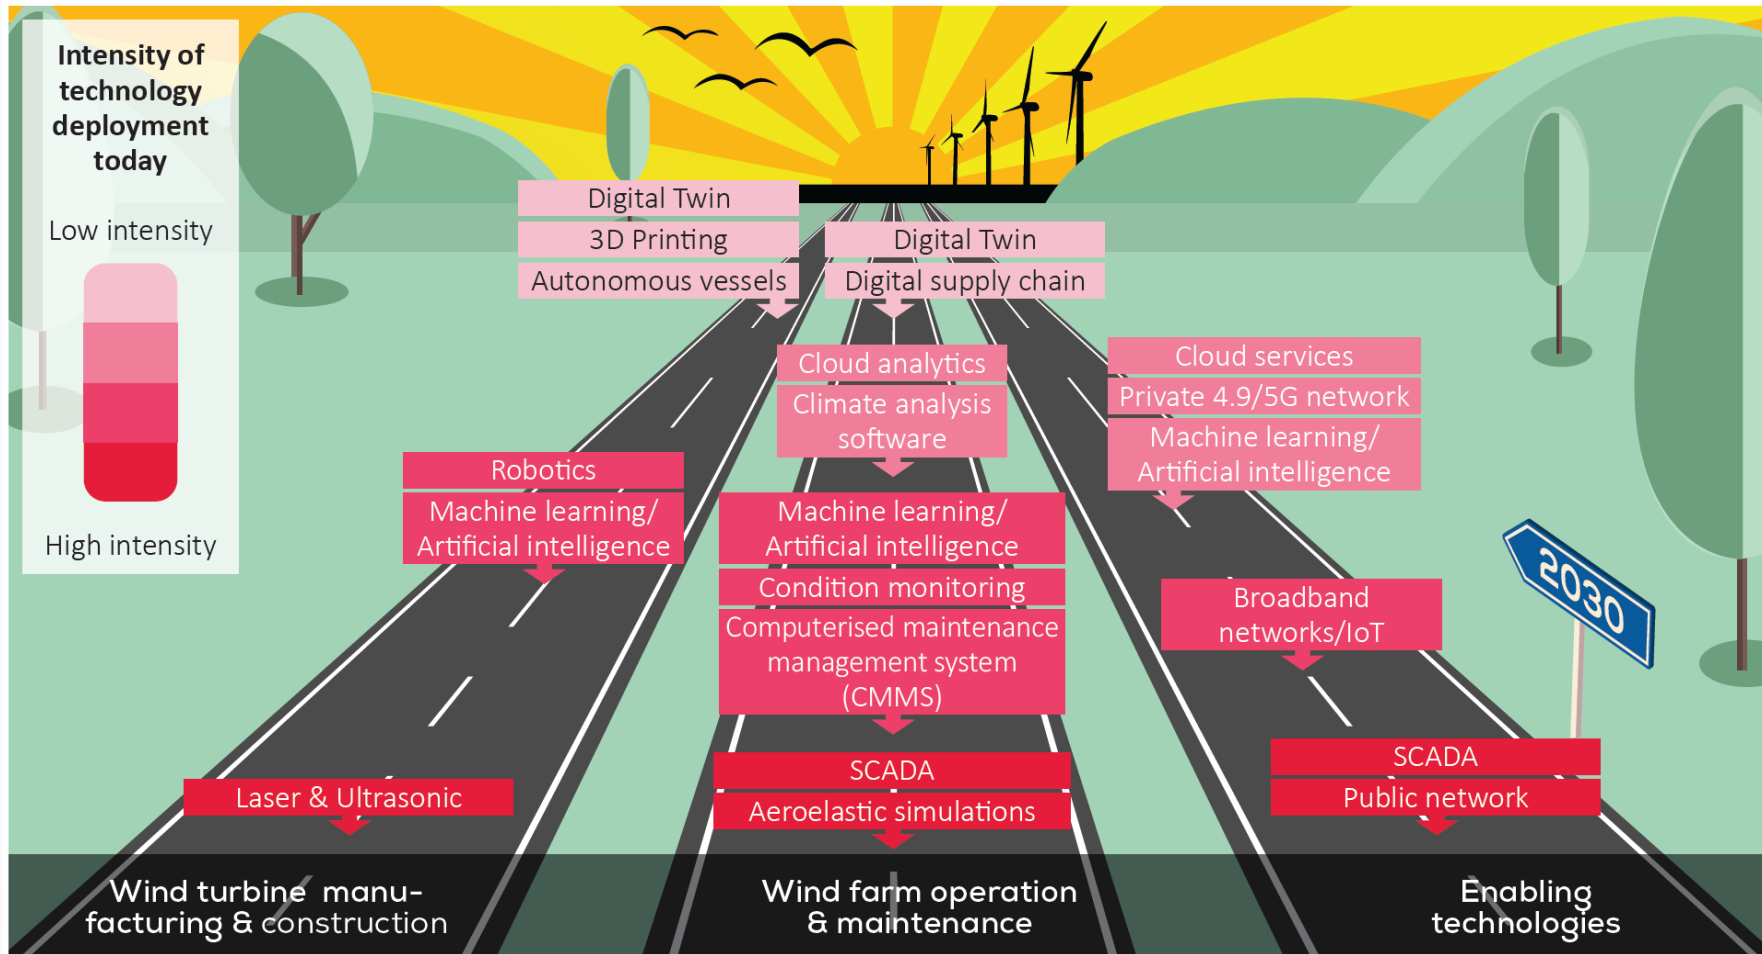 Intensity of
technology
deployment
today
Low intensity
High intensity
Digital Twin
3D Printing
Autonomous vessels
Robotics
Machine learning/
Artificial intelligence
Laser & Ultrasonic
Wind turbine manu-
facturing & construction
Digital Twin
Digital supply chain
Cloud analytics
Climate analysis
software
Machine learning/
Artificial intelligence
Condition monitoring
Computerised maintenance
management system
(CMMS)
SCADA
Aeroelastic simulations
Wind farm operation
& maintenance
Cloud services
Private 4.9/5G network
Machine learning/
Artificial intelligence
Broadband
networks/IoT
SCADA
Public network
Enabling
technologies
2030